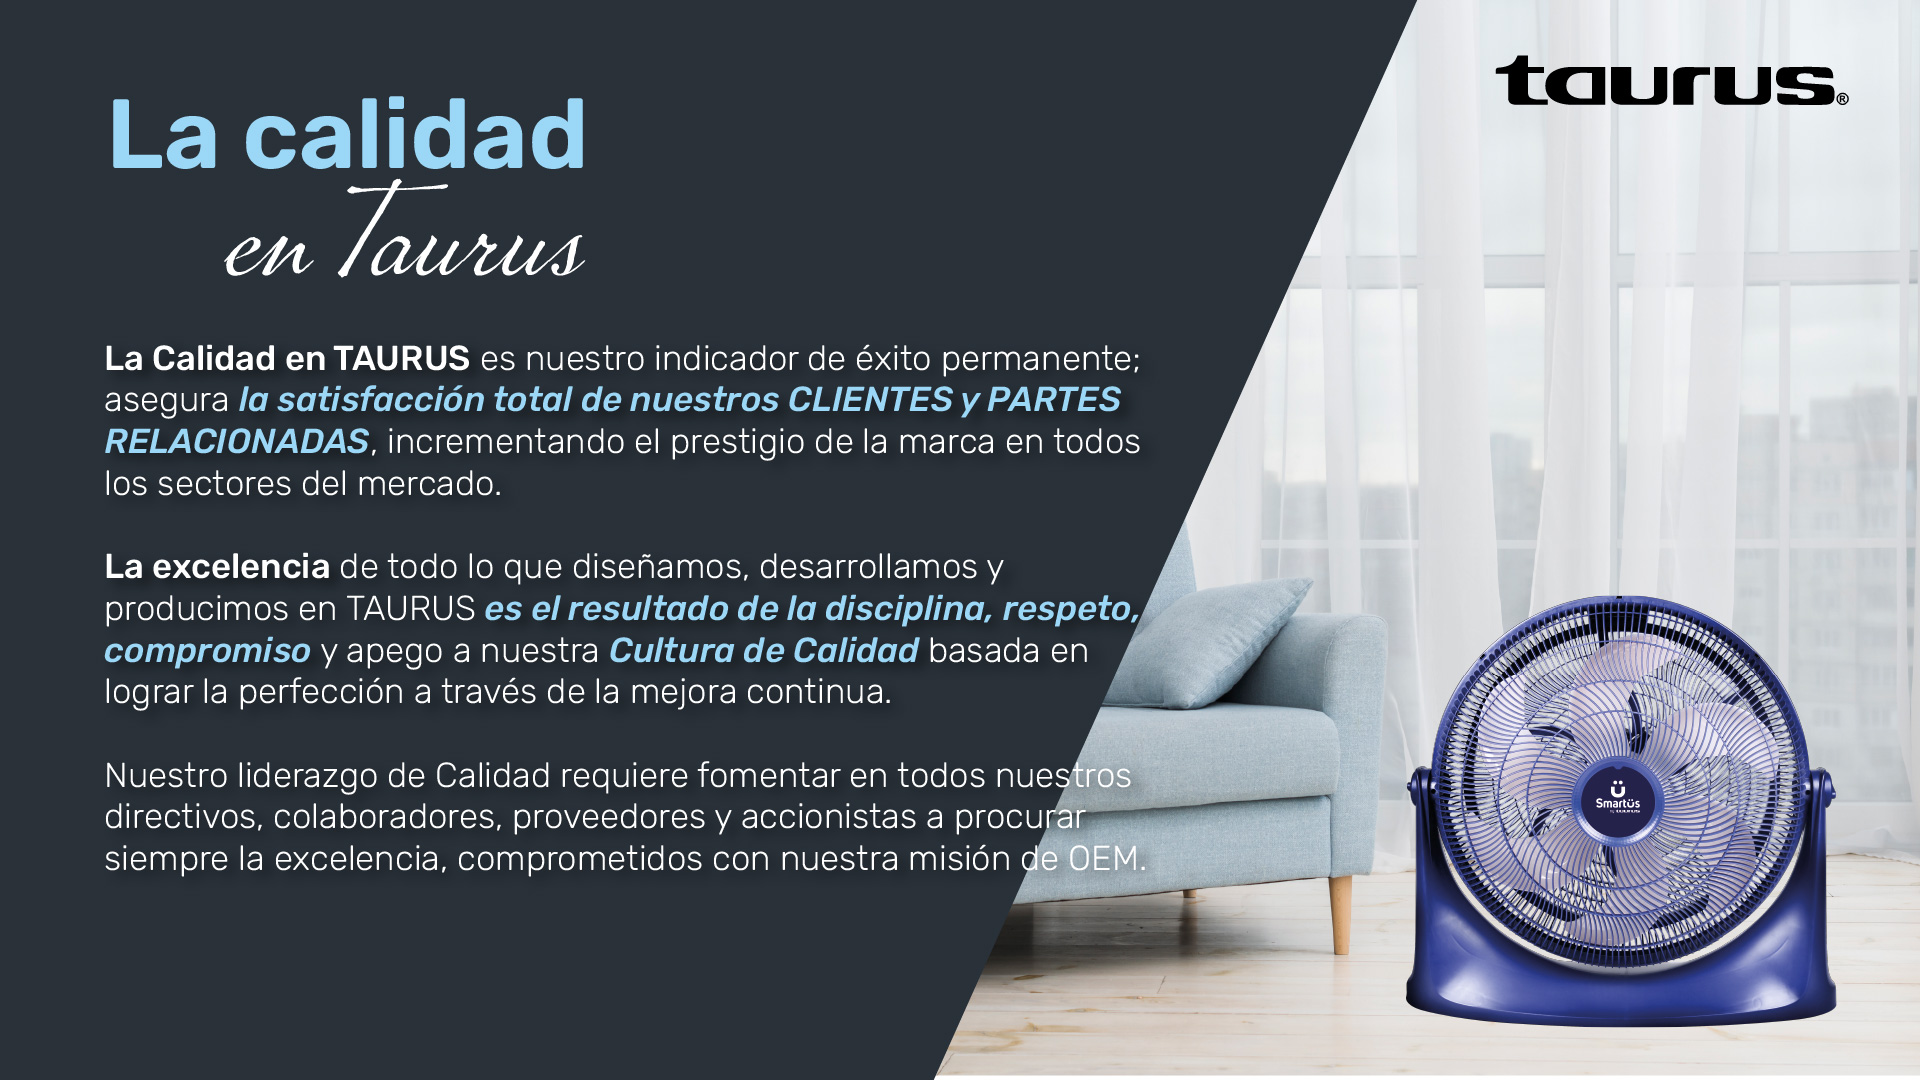 La calidad
en Taurus
taurus®
La Calidad en TAURUS es nuestro indicador de éxito permanente;
asegura la satisfacción total de nuestros CLIENTES y PARTES
RELACIONADAS, incrementando el prestigio de la marca en todos
los sectores del mercado.
La excelencia de todo lo que diseñamos, desarrollamos y
producimos en TAURUS es el resultado de la disciplina, respeto,
compromiso y apego a nuestra Cultura de Calidad basada en
lograr la perfección a través de la mejora continua.
Nuestro liderazgo de Calidad requiere fomentar en todos nuestros
directivos, colaboradores, proveedores y accionistas a procurar
siempre la excelencia, comprometidos con nuestra misión de OEM.
Smartüs
by taurus